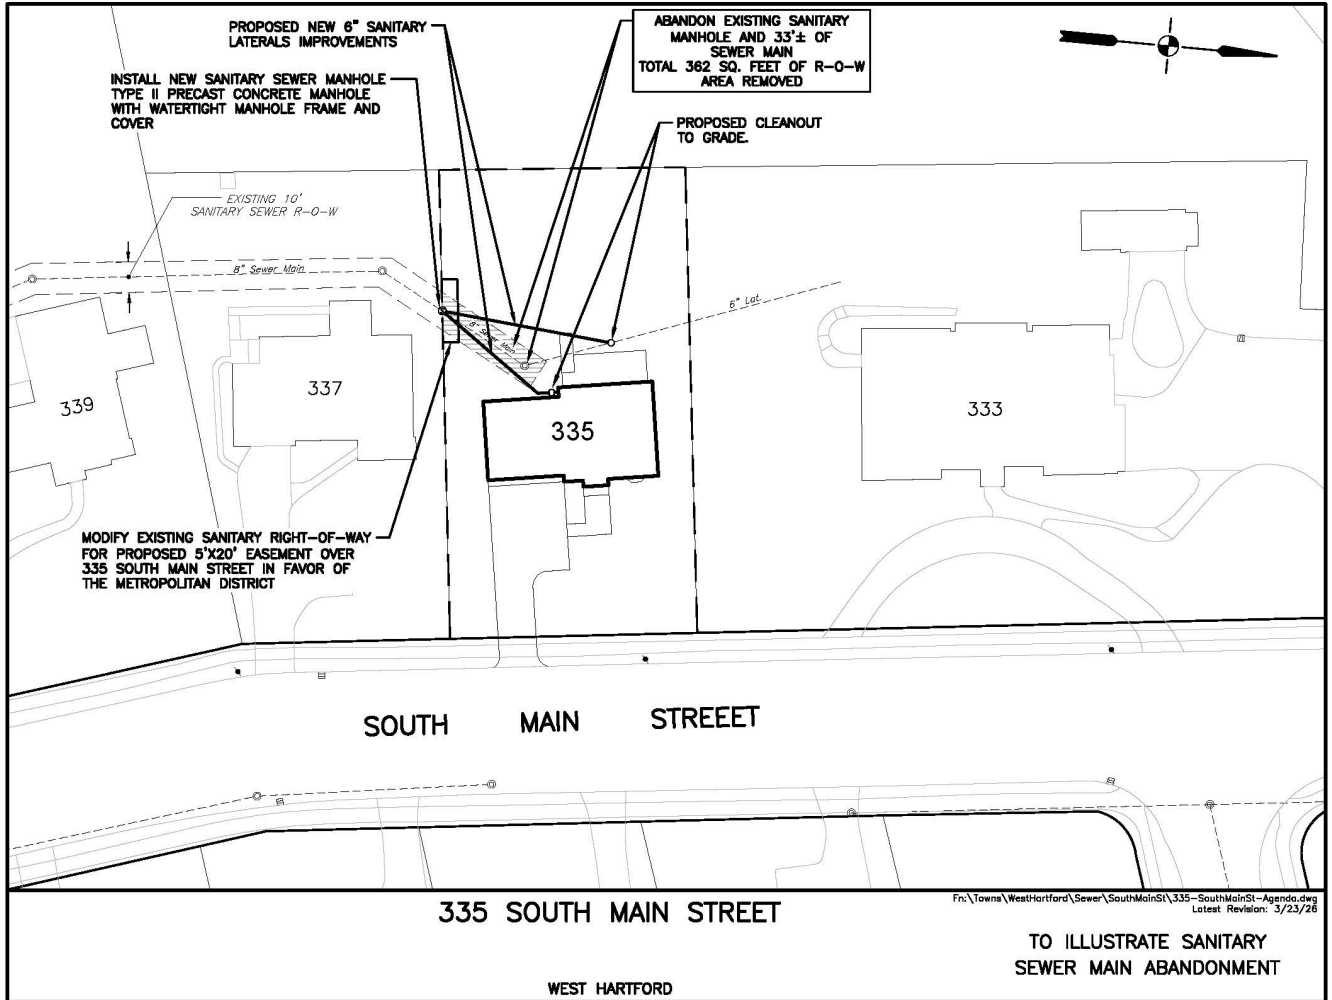 PROPOSED NEW 6" SANITARY
LATERALS IMPROVEMENTS
ABANDON EXISTING SANITARY
MANHOLE AND 33'± OF
SEWER MAIN
TOTAL 362 SQ. FEET OF R-O-W
AREA REMOVED
INSTALL NEW SANITARY SEWER MANHOLE
TYPE II PRECAST CONCRETE MANHOLE
WITH WATERTIGHT MANHOLE FRAME AND
COVER
PROPOSED CLEANOUT
TO GRADE.
EXISTING 10'
SANITARY SEWER R-O-W
8" Sewer Main
8" Sewer Main
6" Lat.
339
337
335
333
MODIFY EXISTING SANITARY RIGHT-OF-WAY
FOR PROPOSED 5'X20' EASEMENT OVER
335 SOUTH MAIN STREET IN FAVOR OF
THE METROPOLITAN DISTRICT
SOUTH MAIN STREEET
335 SOUTH MAIN STREET
Fn:\Towns\WestHartford\Sewer\SouthMainSt\335-SouthMainSt-Agenda.dwg
Latest Revision: 3/23/26
TO ILLUSTRATE SANITARY
SEWER MAIN ABANDONMENT
WEST HARTFORD